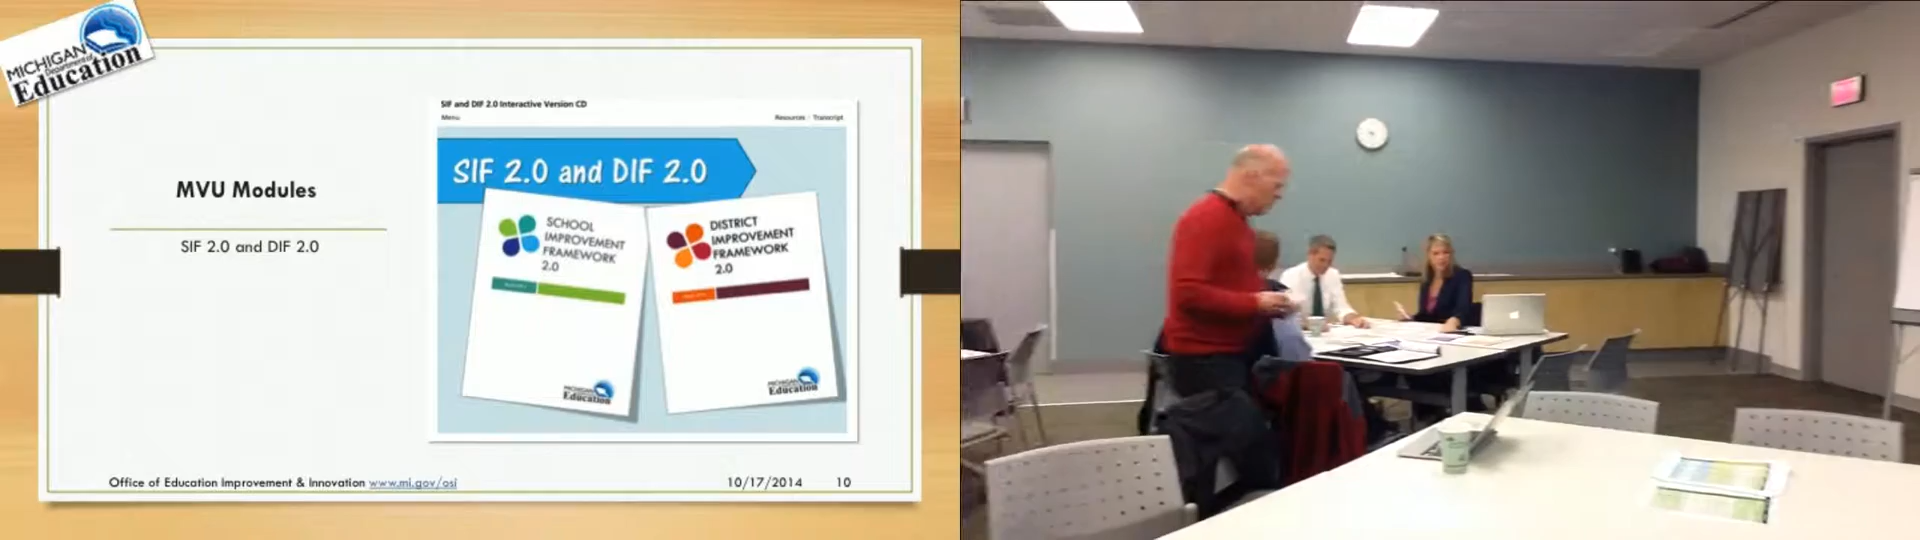 MICHIGAN
Department of
Education
MVU Modules
SIF 2.0 and DIF 2.0
SIF and DIF 2.0 Interactive Version CD
Menu
Resources
Transcript
SIF 2.0 and DIF 2.0
SCHOOL
IMPROVEMENT
FRAMEWORK
2.0
DISTRICT
IMPROVEMENT
FRAMEWORK
2.0
Education
Education
Office of Education Improvement & Innovation www.mi.gov/osi
10/17/2014
10